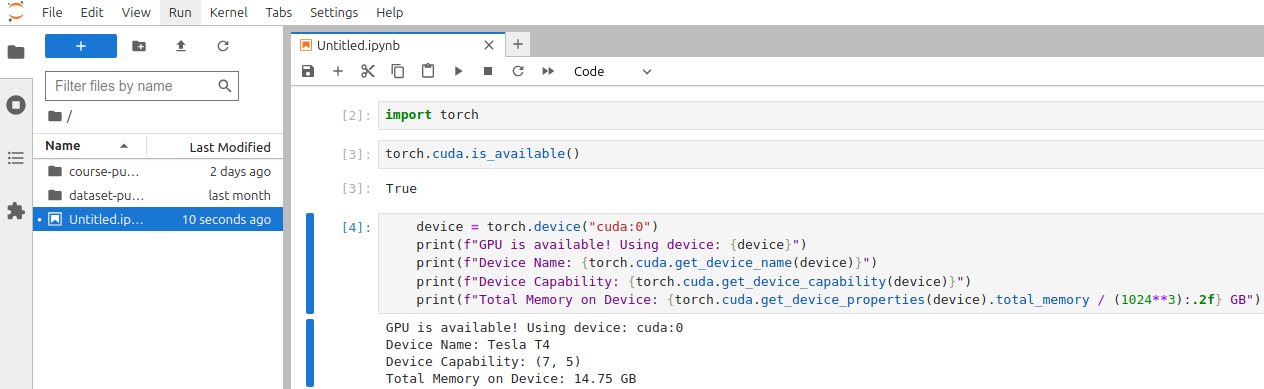 File Edit View Run Kernel Tabs Settings Help
Untitled.ipynb
Filter files by name
Code
/
Name Last Modified
course-pu... 2 days ago
dataset-pu... last month
Untitled.ip... 10 seconds ago
[2]: import torch
[3]: torch.cuda.is_available()
[3]: True
[4]: device = torch.device("cuda:0")
print(f"GPU is available! Using device: {device}")
print(f"Device Name: {torch.cuda.get_device_name(device)}")
print(f"Device Capability: {torch.cuda.get_device_capability(device)}")
print(f"Total Memory on Device: {torch.cuda.get_device_properties(device).total_memory / (1024**3):.2f} GB")
GPU is available! Using device: cuda:0
Device Name: Tesla T4
Device Capability: (7, 5)
Total Memory on Device: 14.75 GB